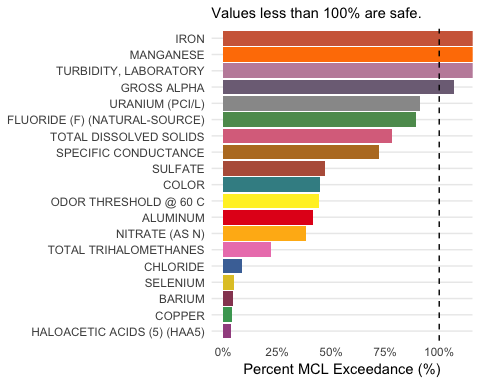 Values less than 100% are safe.
IRON
MANGANESE
TURBIDITY, LABORATORY
GROSS ALPHA
URANIUM (PCI/L)
FLUORIDE (F) (NATURAL-SOURCE)
TOTAL DISSOLVED SOLIDS
SPECIFIC CONDUCTANCE
SULFATE
COLOR
ODOR THRESHOLD @ 60 C
ALUMINUM
NITRATE (AS N)
TOTAL TRIHALOMETHANES
CHLORIDE
SELENIUM
BARIUM
COPPER
HALOACETIC ACIDS (5) (HAA5)
0% 25% 50% 75% 100%
Percent MCL Exceedance (%)